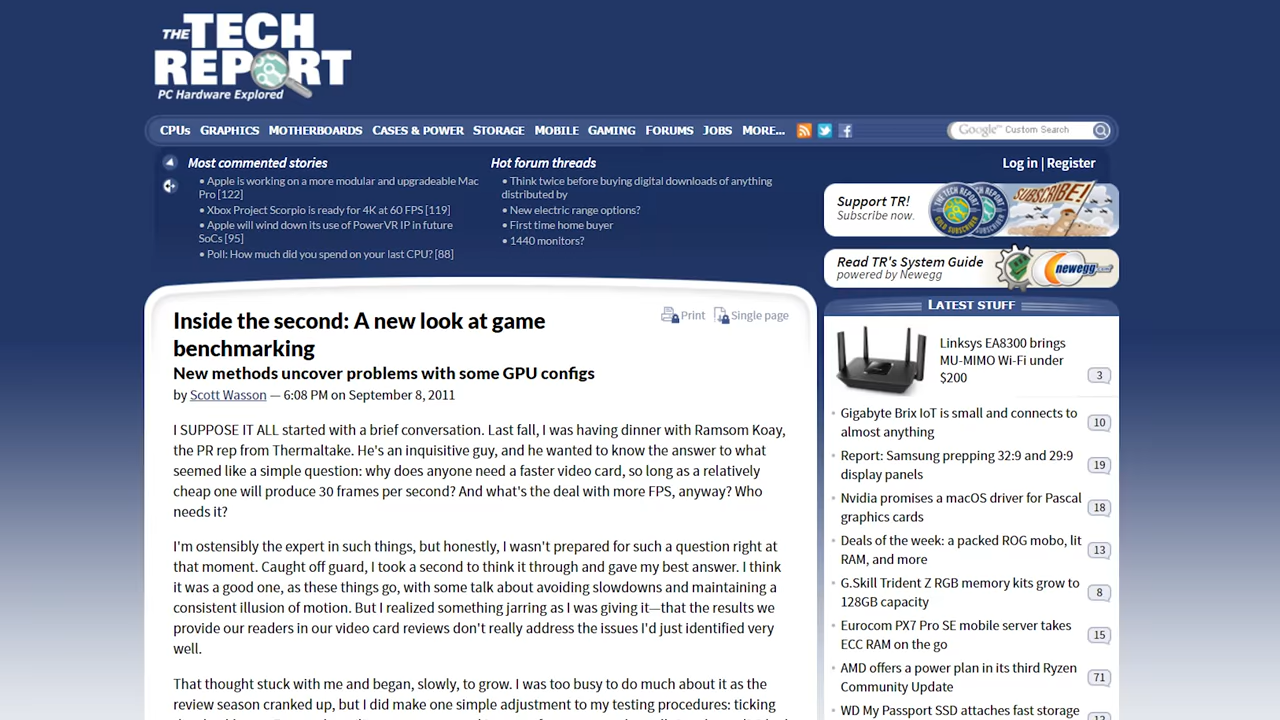 THE TECH
REPORT
PC Hardware Explored
CPUs GRAPHICS MOTHERBOARDS CASES & POWER STORAGE MOBILE GAMING FORUMS JOBS MORE...
Google™ Custom Search
Most commented stories
• Apple is working on a more modular and upgradeable Mac
Pro [122]
• Xbox Project Scorpio is ready for 4K at 60 FPS [119]
• Apple will wind down its use of PowerVR IP in future
SoCs [95]
• Poll: How much did you spend on your last CPU? [88]
Hot forum threads
• Think twice before buying digital downloads of anything
distributed by
• New electric range options?
• First time home buyer
• 1440 monitors?
Log in | Register
Support TR!
Subscribe now.
SUBSCRIBE!
Read TR's System Guide
powered by Newegg
newegg.com
Inside the second: A new look at game
benchmarking
Print Single page
New methods uncover problems with some GPU configs
by Scott Wasson — 6:08 PM on September 8, 2011
I SUPPOSE IT ALL started with a brief conversation. Last fall, I was having dinner with Ramsom Koay,
the PR rep from Thermaltake. He's an inquisitive guy, and he wanted to know the answer to what
seemed like a simple question: why does anyone need a faster video card, so long as a relatively
cheap one will produce 30 frames per second? And what's the deal with more FPS, anyway? Who
needs it?
I'm ostensibly the expert in such things, but honestly, I wasn't prepared for such a question right at
that moment. Caught off guard, I took a second to think it through and gave my best answer. I think
it was a good one, as these things go, with some talk about avoiding slowdowns and maintaining a
consistent illusion of motion. But I realized something jarring as I was giving it—that the results we
provide our readers in our video card reviews don't really address the issues I'd just identified very
well.
That thought stuck with me and began, slowly, to grow. I was too busy to do much about it as the
review season cranked up, but I did make one simple adjustment to my testing procedures: ticking
LATEST STUFF
Linksys EA8300 brings
MU-MIMO Wi-Fi under
$200
3
Gigabyte Brix IoT is small and connects to
almost anything
10
Report: Samsung prepping 32:9 and 29:9
display panels
19
Nvidia promises a macOS driver for Pascal
graphics cards
18
Deals of the week: a packed ROG mobo, lit
RAM, and more
13
G.Skill Trident Z RGB memory kits grow to
128GB capacity
8
Eurocom PX7 Pro SE mobile server takes
ECC RAM on the go
15
AMD offers a power plan in its third Ryzen
Community Update
71
WD My Passport SSD attaches fast storage